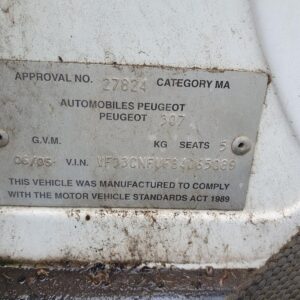 APPROVAL NO. 27824 CATEGORY MA
AUTOMOBILES PEUGEOT
PEUGEOT 307
G.V.M. KG SEATS 5
06/05 V.I.N.
THIS VEHICLE WAS MANUFACTURED TO COMPLY
WITH THE MOTOR VEHICLE STANDARDS ACT 1989